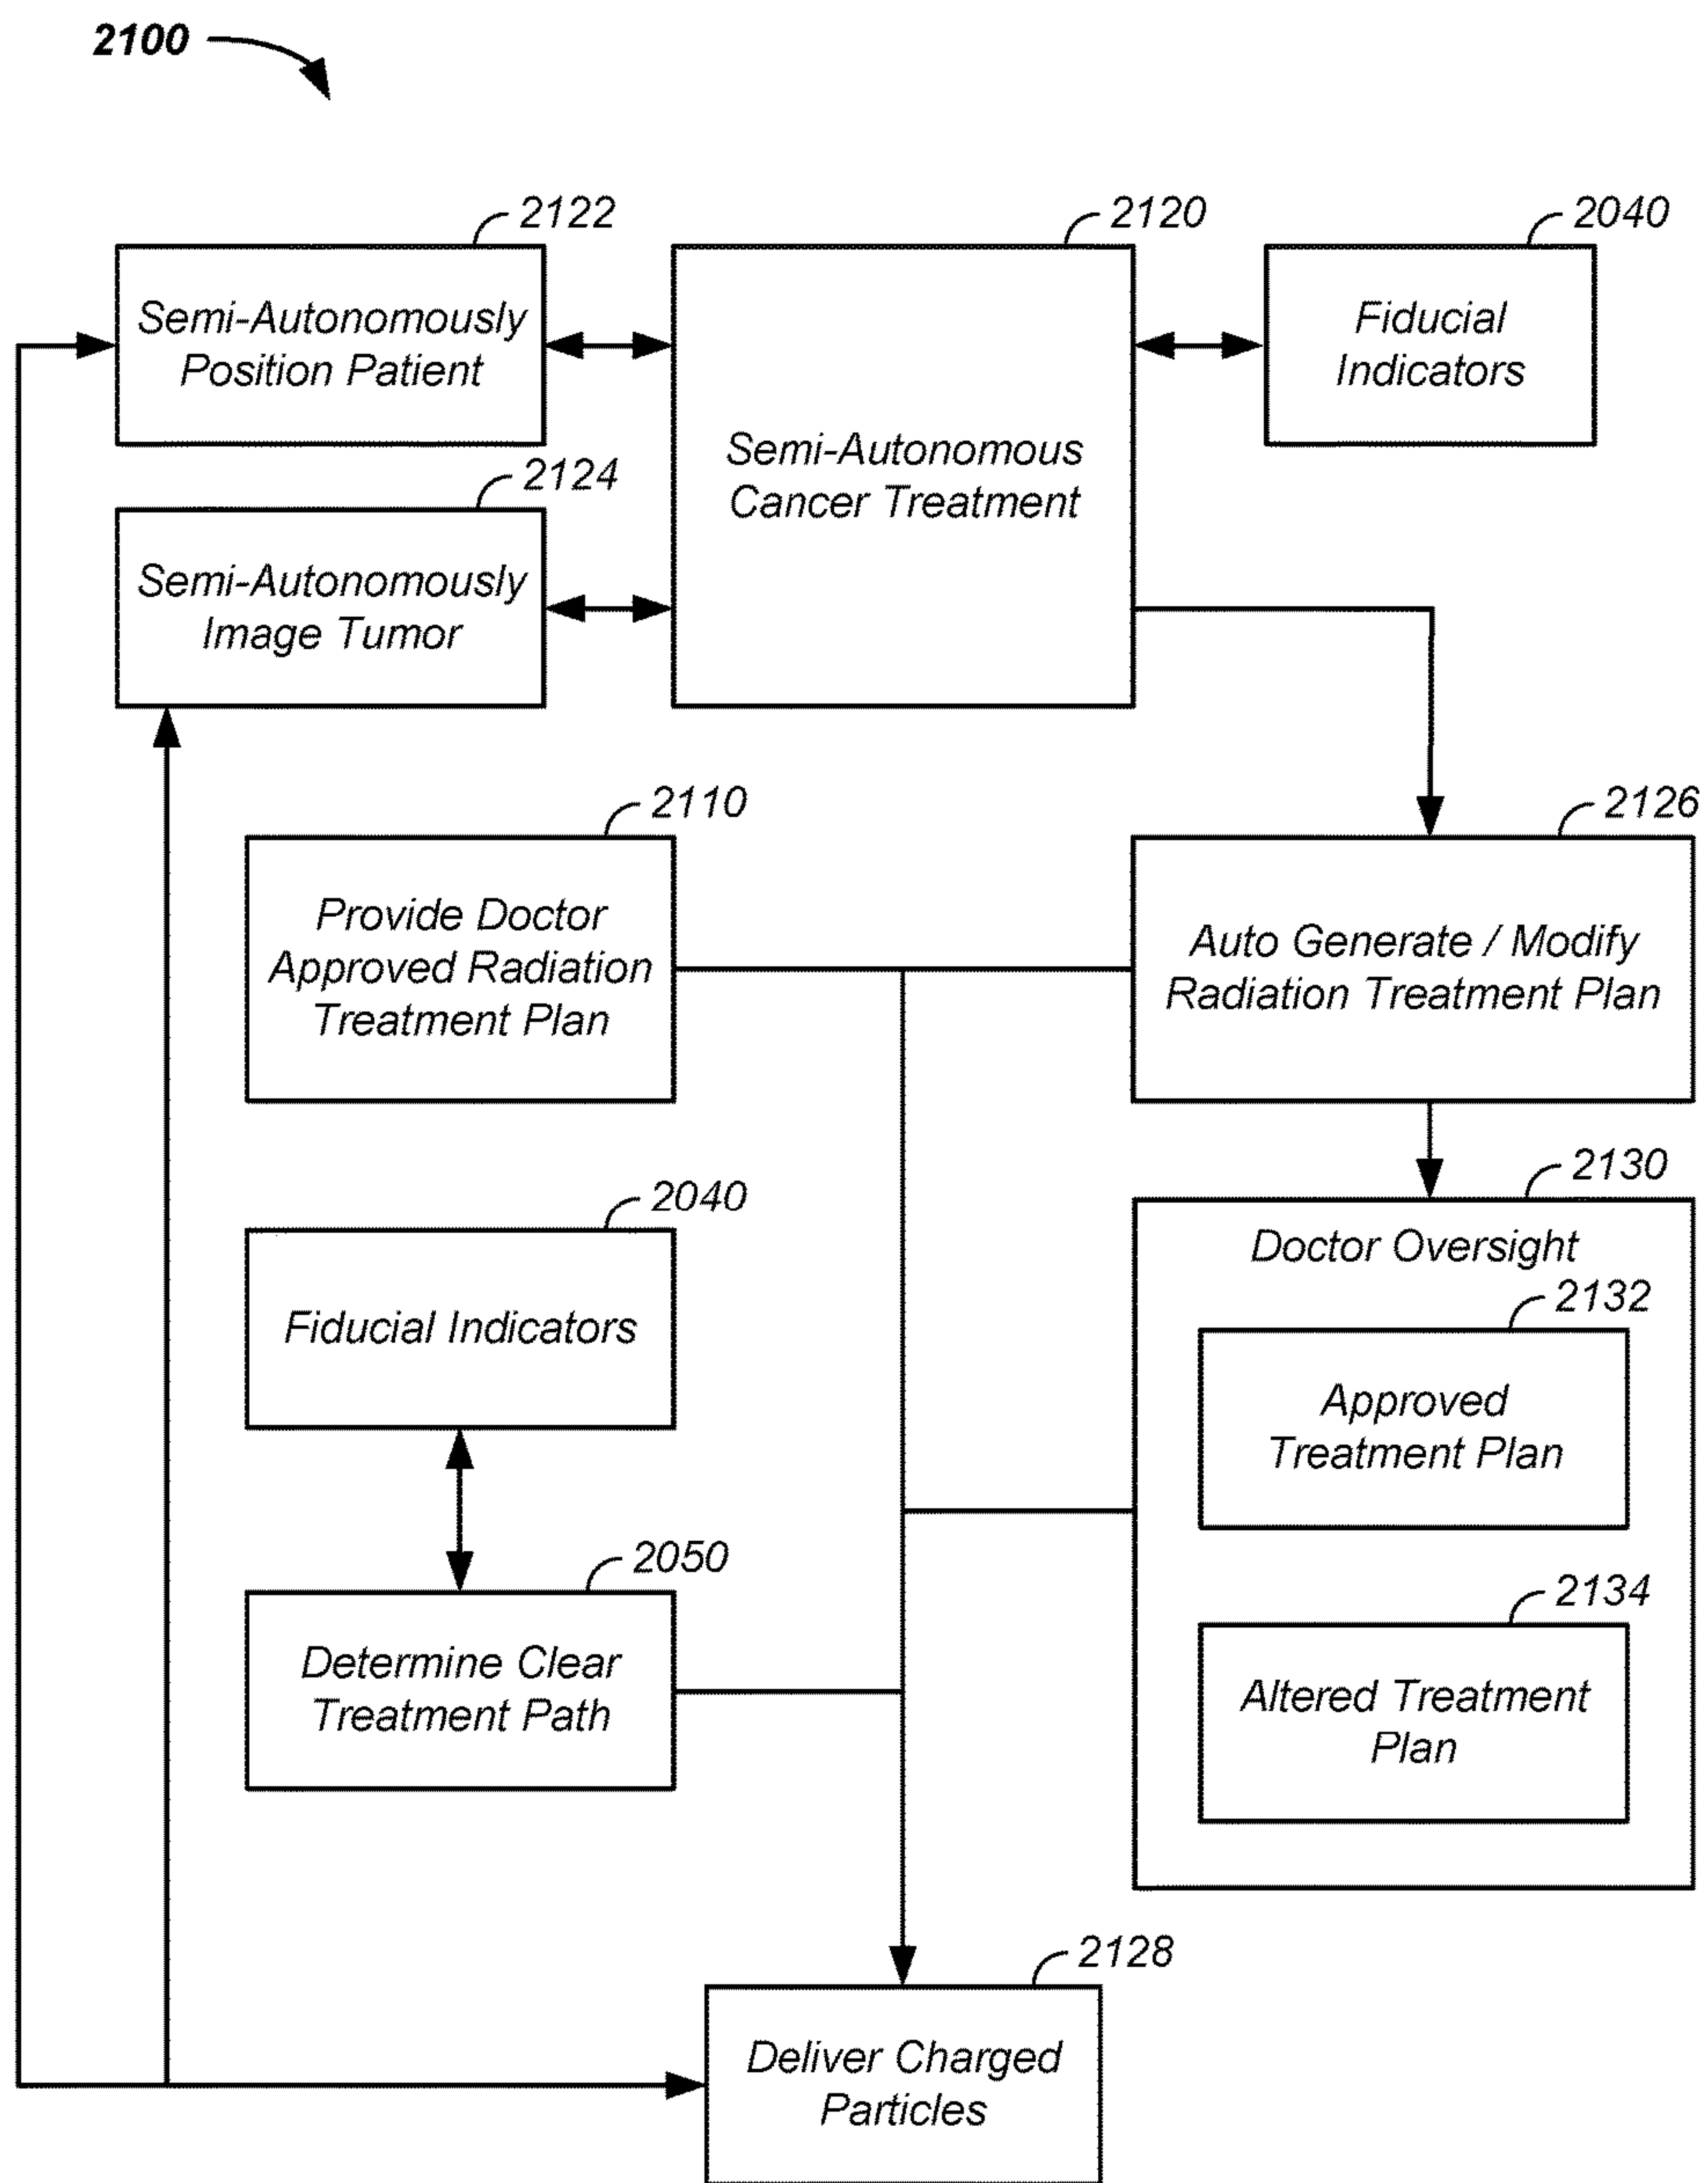 2100
2122
2120
2040
Semi-Autonomously
Position Patient
Semi-Autonomous
Cancer Treatment
Fiducial
Indicators
2124
Semi-Autonomously
Image Tumor
2110
2126
Provide Doctor
Approved Radiation
Treatment Plan
Auto Generate / Modify
Radiation Treatment Plan
2040
2130
Fiducial Indicators
Doctor Oversight
2132
Approved
Treatment Plan
2050
2134
Determine Clear
Treatment Path
Altered Treatment
Plan
2128
Deliver Charged
Particles